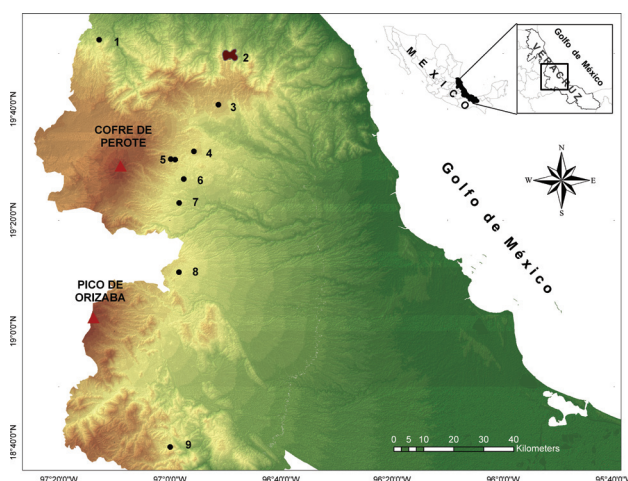 1
2
3
COFRE DE
PEROTE
4
5
6
7
8
PICO DE
ORIZABA
9
MÉXICO
Golfo de
México
VERACRUZ
N
W E
S
Golfo de México
0 5 10 20 30 40
Kilometers
19°40'0"N
19°20'0"N
19°0'0"N
18°40'0"N
97°20'0"W 97°0'0"W 96°40'0"W 96°20'0"W 96°0'0"W 95°40'0"W